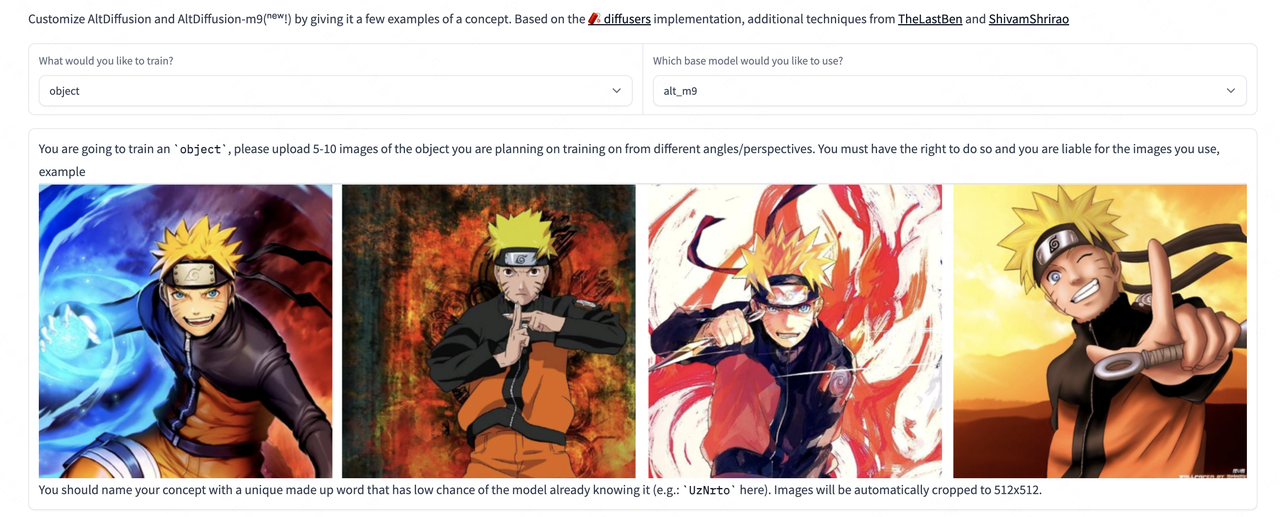 Customize AltDiffusion and AltDiffusion-m9(ⁿᵉʷ!) by giving it a few examples of a concept. Based on the 🧨 diffusers implementation, additional techniques from TheLastBen and ShivamShrirao
What would you like to train?
object
Which base model would you like to use?
alt_m9
You are going to train an `object`, please upload 5-10 images of the object you are planning on training on from different angles/perspectives. You must have the right to do so and you are liable for the images you use,
example
You should name your concept with a unique made up word that has low chance of the model already knowing it (e.g.: `UzNrto` here). Images will be automatically cropped to 512x512.